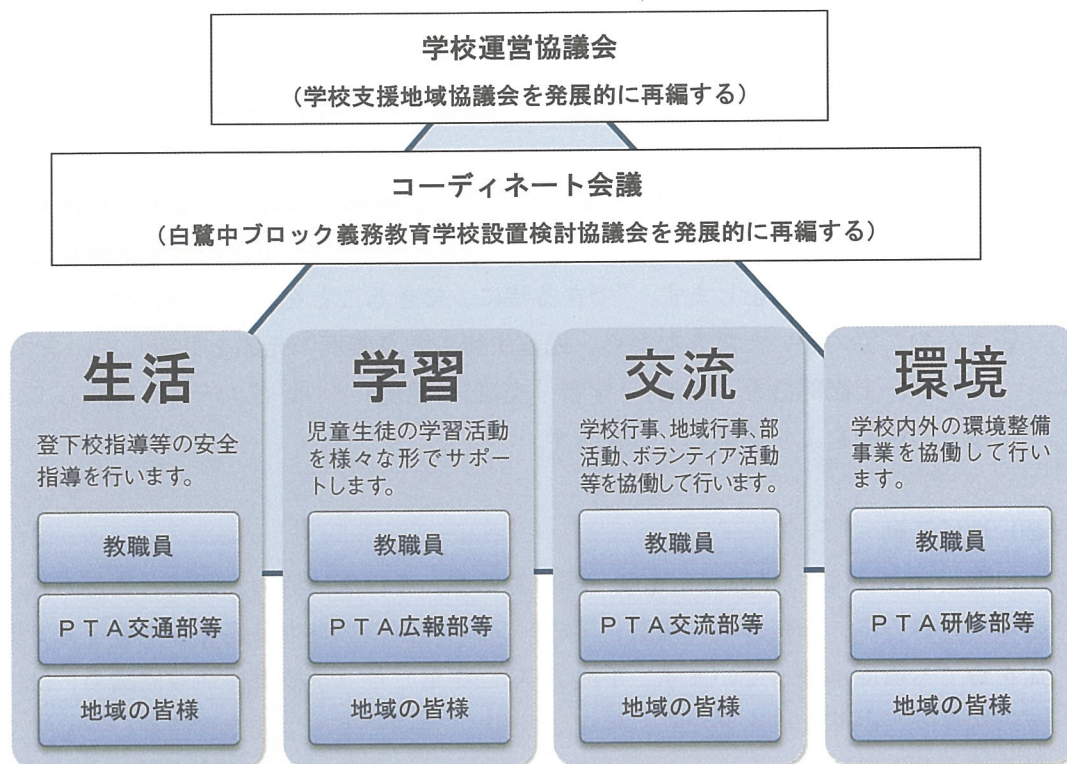 学校運営協議会
（学校支援地域協議会を発展的に再編する）
コーディネート会議
（白鷺中ブロック義務教育学校設置検討協議会を発展的に再編する）
生活
登下校指導等の安全
指導を行います。
教職員
ＰＴＡ交通部等
地域の皆様
学習
児童生徒の学習活動
を様々な形でサポー
トします。
教職員
ＰＴＡ広報部等
地域の皆様
交流
学校行事、地域行事、部
活動、ボランティア活動
等を協働して行います。
教職員
ＰＴＡ交流部等
地域の皆様
環境
学校内外の環境整備
事業を協働して行い
ます。
教職員
ＰＴＡ研修部等
地域の皆様